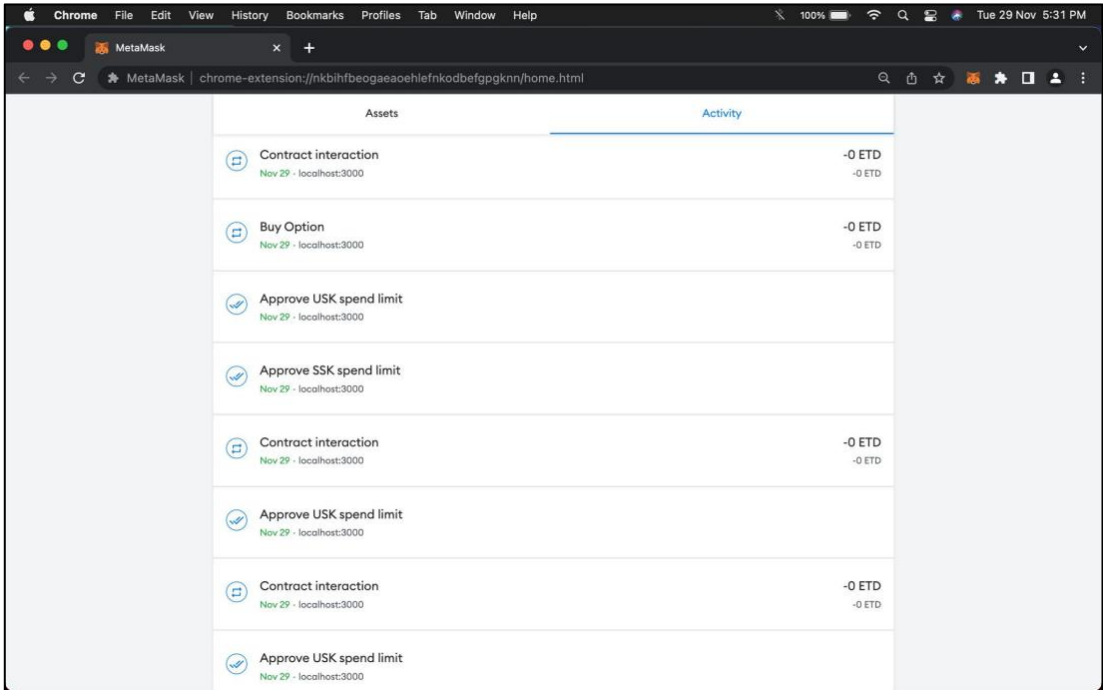 Chrome File Edit View History Bookmarks Profiles Tab Window Help 100% Tue 29 Nov 5:31 PM
MetaMask
MetaMask | chrome-extension://nkbihfbeogaeaoehlefnkodbefgpgknn/home.html
Assets Activity
Contract interaction -0 ETD
Nov 29 - localhost:3000 -0 ETD
Buy Option -0 ETD
Nov 29 - localhost:3000 -0 ETD
Approve USK spend limit
Nov 29 - localhost:3000
Approve SSK spend limit
Nov 29 - localhost:3000
Contract interaction -0 ETD
Nov 29 - localhost:3000 -0 ETD
Approve USK spend limit
Nov 29 - localhost:3000
Contract interaction -0 ETD
Nov 29 - localhost:3000 -0 ETD
Approve USK spend limit
Nov 29 - localhost:3000